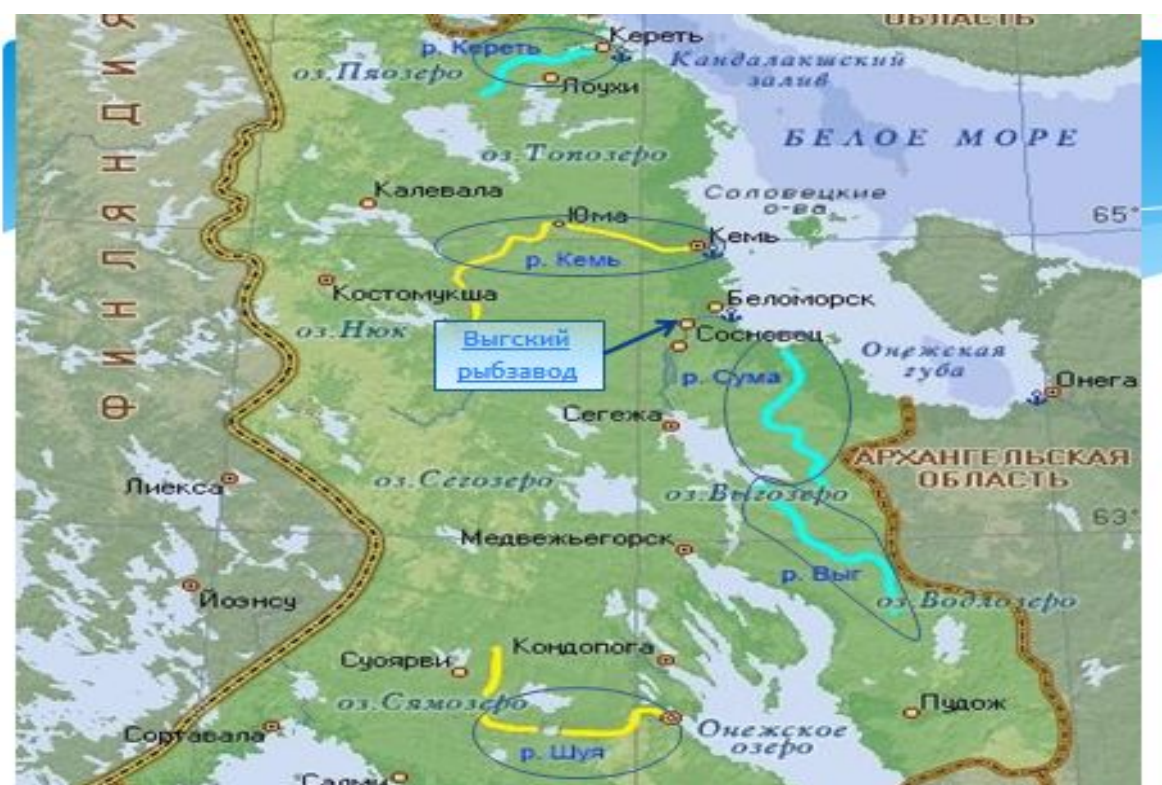 ОБЛАСТЬ
Кереть
р. Кереть
Кандалакшский
залив
оз.Пяозеро
Лоухи
БЕЛОЕ МОРЕ
оз.Топозеро
Калевала
Соловецкие
о-ва
65°
Юма
Кемь
р. Кемь
Костомукша
Беломорск
оз.Нюк
Сосновец
Выгский
рыбзавод
Онежская
губа
р. Сума
Онега
Сегежа
ФИНЛЯНДИЯ
АРХАНГЕЛЬСКАЯ
ОБЛАСТЬ
Лиекса
оз.Сегозеро
оз.Выгозеро
63°
Медвежьегорск
р. Выг
Йоэнсу
оз.Водлозеро
Кондопога
Суоярви
оз.Сямозеро
Пудож
Сортавала
Онежское
озеро
р. Шуя
Салми